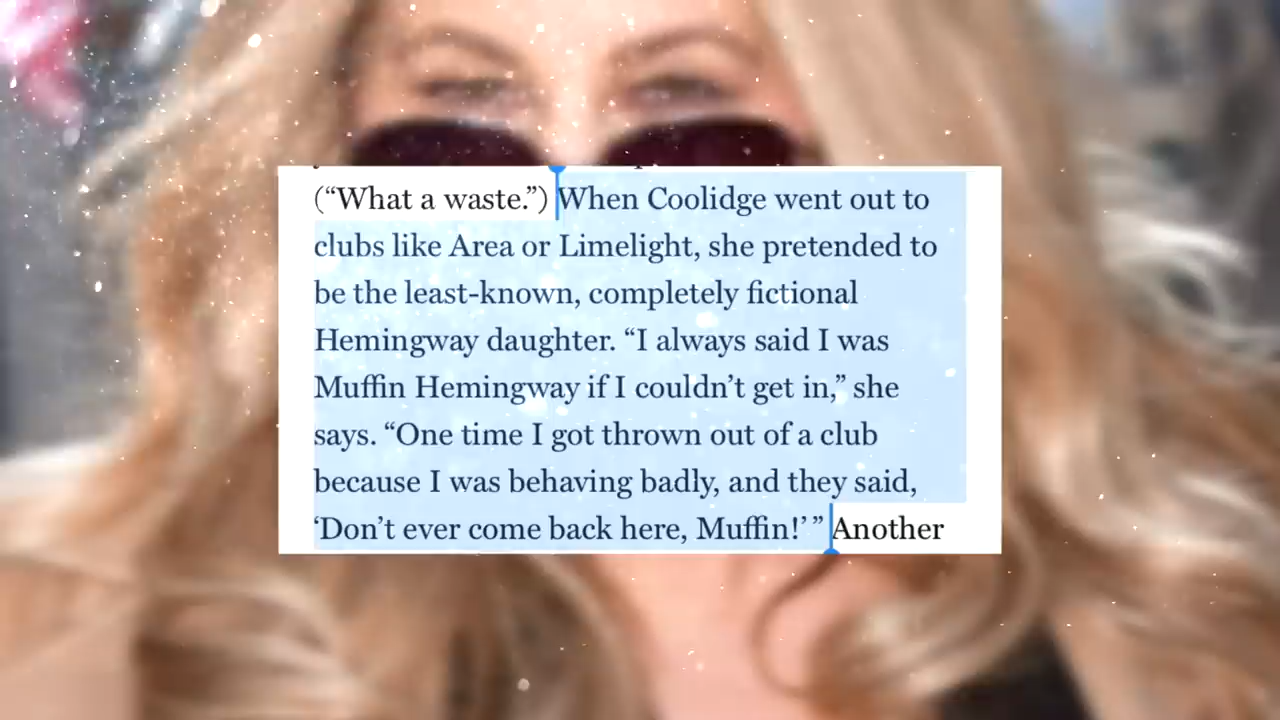 (“What a waste.”) When Coolidge went out to
clubs like Area or Limelight, she pretended to
be the least-known, completely fictional
Hemingway daughter. “I always said I was
Muffin Hemingway if I couldn’t get in,” she
says. “One time I got thrown out of a club
because I was behaving badly, and they said,
‘Don’t ever come back here, Muffin!’ ” Another